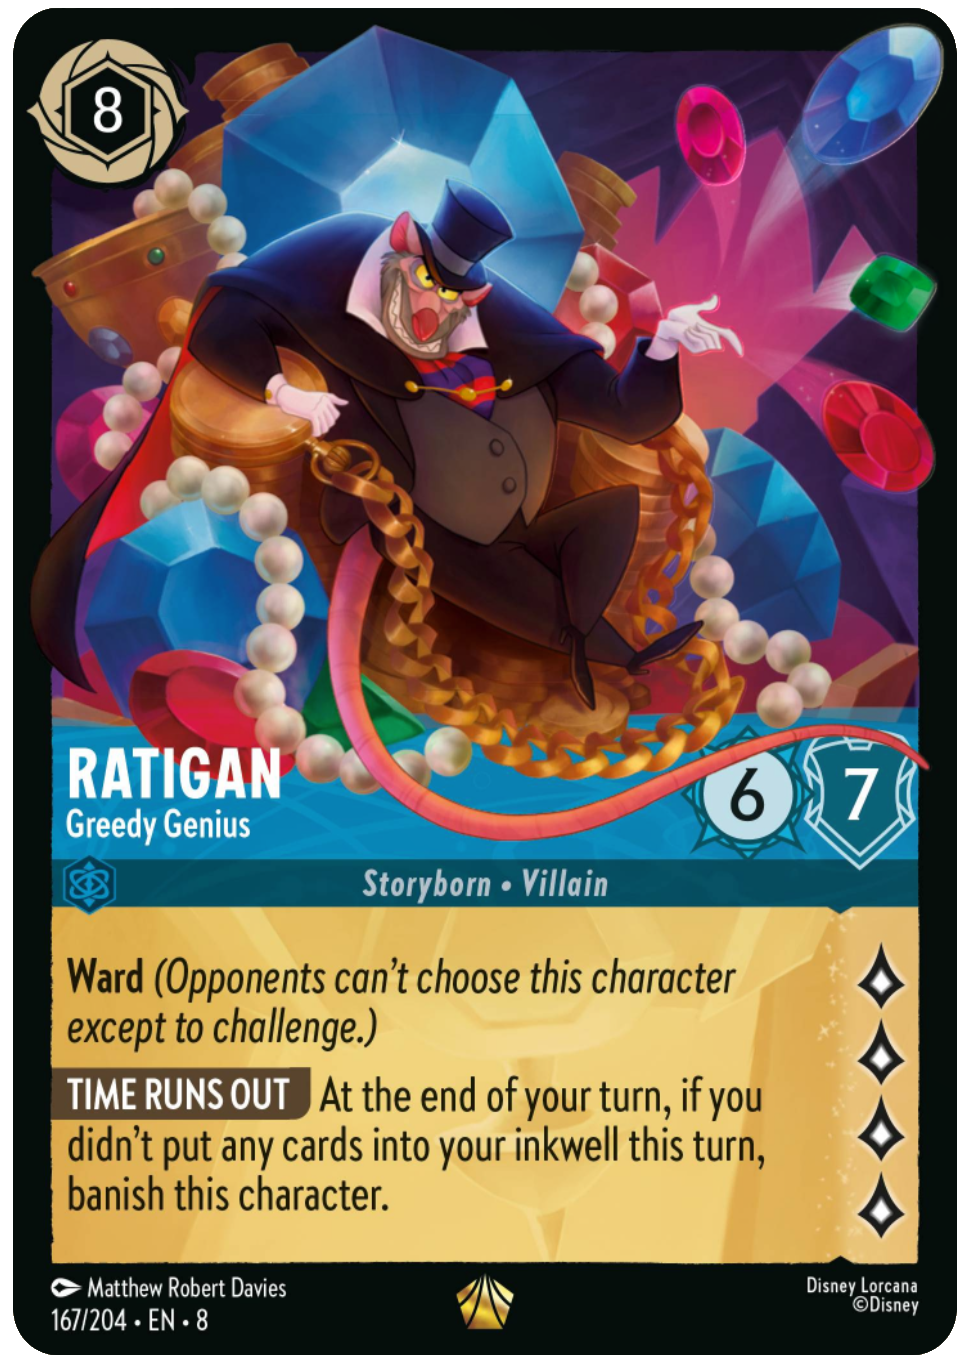 8
RATIGAN
Greedy Genius
6
7
Storyborn • Villain
Ward (Opponents can't choose this character
except to challenge.)
TIME RUNS OUT At the end of your turn, if you
didn't put any cards into your inkwell this turn,
banish this character.
Matthew Robert Davies
167/204 • EN • 8
Disney Lorcana
©Disney